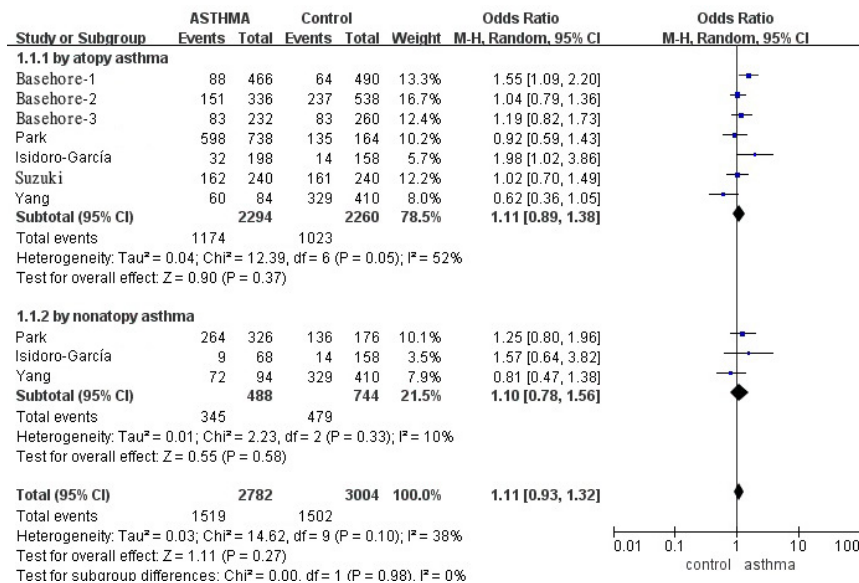 ASTHMA Control Odds Ratio Odds Ratio
Study or Subgroup Events Total Events Total Weight M-H, Random, 95% CI M-H, Random, 95% CI
1.1.1 by atopy asthma
Basehore-1 88 466 64 490 13.3% 1.55 [1.09, 2.20]
Basehore-2 151 336 237 538 16.7% 1.04 [0.79, 1.36]
Basehore-3 83 232 83 260 12.4% 1.19 [0.82, 1.73]
Park 598 738 135 164 10.2% 0.92 [0.59, 1.43]
Isidoro-García 32 198 14 158 5.7% 1.98 [1.02, 3.86]
Suzuki 162 240 161 240 12.2% 1.02 [0.70, 1.49]
Yang 60 84 329 410 8.0% 0.62 [0.36, 1.05]
Subtotal (95% CI) 2294 2260 78.5% 1.11 [0.89, 1.38]
Total events 1174 1023
Heterogeneity: Tau² = 0.04; Chi² = 12.39, df = 6 (P = 0.05); I² = 52%
Test for overall effect: Z = 0.90 (P = 0.37)
1.1.2 by nonatopy asthma
Park 264 326 136 176 10.1% 1.25 [0.80, 1.96]
Isidoro-García 9 68 14 158 3.5% 1.57 [0.64, 3.82]
Yang 72 94 329 410 7.9% 0.81 [0.47, 1.38]
Subtotal (95% CI) 488 744 21.5% 1.10 [0.78, 1.56]
Total events 345 479
Heterogeneity: Tau² = 0.01; Chi² = 2.23, df = 2 (P = 0.33); I² = 10%
Test for overall effect: Z = 0.55 (P = 0.58)
Total (95% CI) 2782 3004 100.0% 1.11 [0.93, 1.32]
Total events 1519 1502
Heterogeneity: Tau² = 0.03; Chi² = 14.62, df = 9 (P = 0.10); I² = 38%
Test for overall effect: Z = 1.11 (P = 0.27)
Test for subgroup differences: Chi² = 0.00, df = 1 (P = 0.98), I² = 0%
0.01 0.1 1 10 100
control asthma